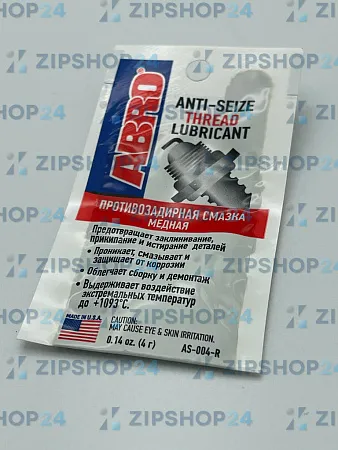 ZIPSHOP24
ABRO®
ANTI-SEIZE
THREAD
LUBRICANT
ПРОТИВОЗАДИРНАЯ СМАЗКА
МЕДНАЯ
Предотвращает заклинивание,
прикипание и истирание деталей
• Проникает, смазывает и
защищает от коррозии
• Облегчает сборку и демонтаж
• Выдерживает воздействие
экстремальных температур
до +1093°С.
MADE IN U.S.A.
CAUTION:
MAY CAUSE EYE & SKIN IRRITATION.
0.14 oz. (4 г)
AS-004-R